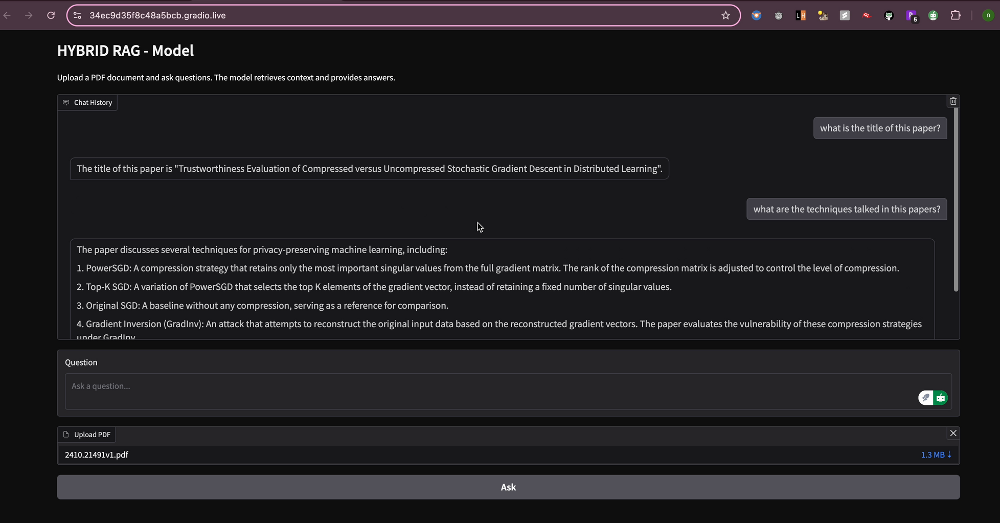 34ec9d35f8c48a5bcb.gradio.live
LH
P
5
n
HYBRID RAG - Model
Upload a PDF document and ask questions. The model retrieves context and provides answers.
Chat History
what is the title of this paper?
The title of this paper is "Trustworthiness Evaluation of Compressed versus Uncompressed Stochastic Gradient Descent in Distributed Learning".
what are the techniques talked in this papers?
The paper discusses several techniques for privacy-preserving machine learning, including:
1. PowerSGD: A compression strategy that retains only the most important singular values from the full gradient matrix. The rank of the compression matrix is adjusted to control the level of compression.
2. Top-K SGD: A variation of PowerSGD that selects the top K elements of the gradient vector, instead of retaining a fixed number of singular values.
3. Original SGD: A baseline without any compression, serving as a reference for comparison.
4. Gradient Inversion (GradInv): An attack that attempts to reconstruct the original input data based on the reconstructed gradient vectors. The paper evaluates the vulnerability of these compression strategies
under GradInv
Question
Ask a question...
Upload PDF
2410.21491v1.pdf
1.3 MB ⇣
Ask